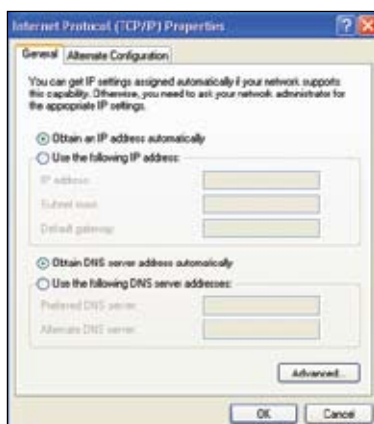 Internet Protocol (TCP/IP) Properties
General
Alternate Configuration
You can get IP settings assigned automatically if your network supports
this capability. Otherwise, you need to ask your network administrator for
the appropriate IP settings.
Obtain an IP address automatically
Use the following IP address:
IP address:
Subnet mask:
Default gateway:
Obtain DNS server address automatically
Use the following DNS server addresses:
Preferred DNS server:
Alternate DNS server:
Advanced...
OK
Cancel